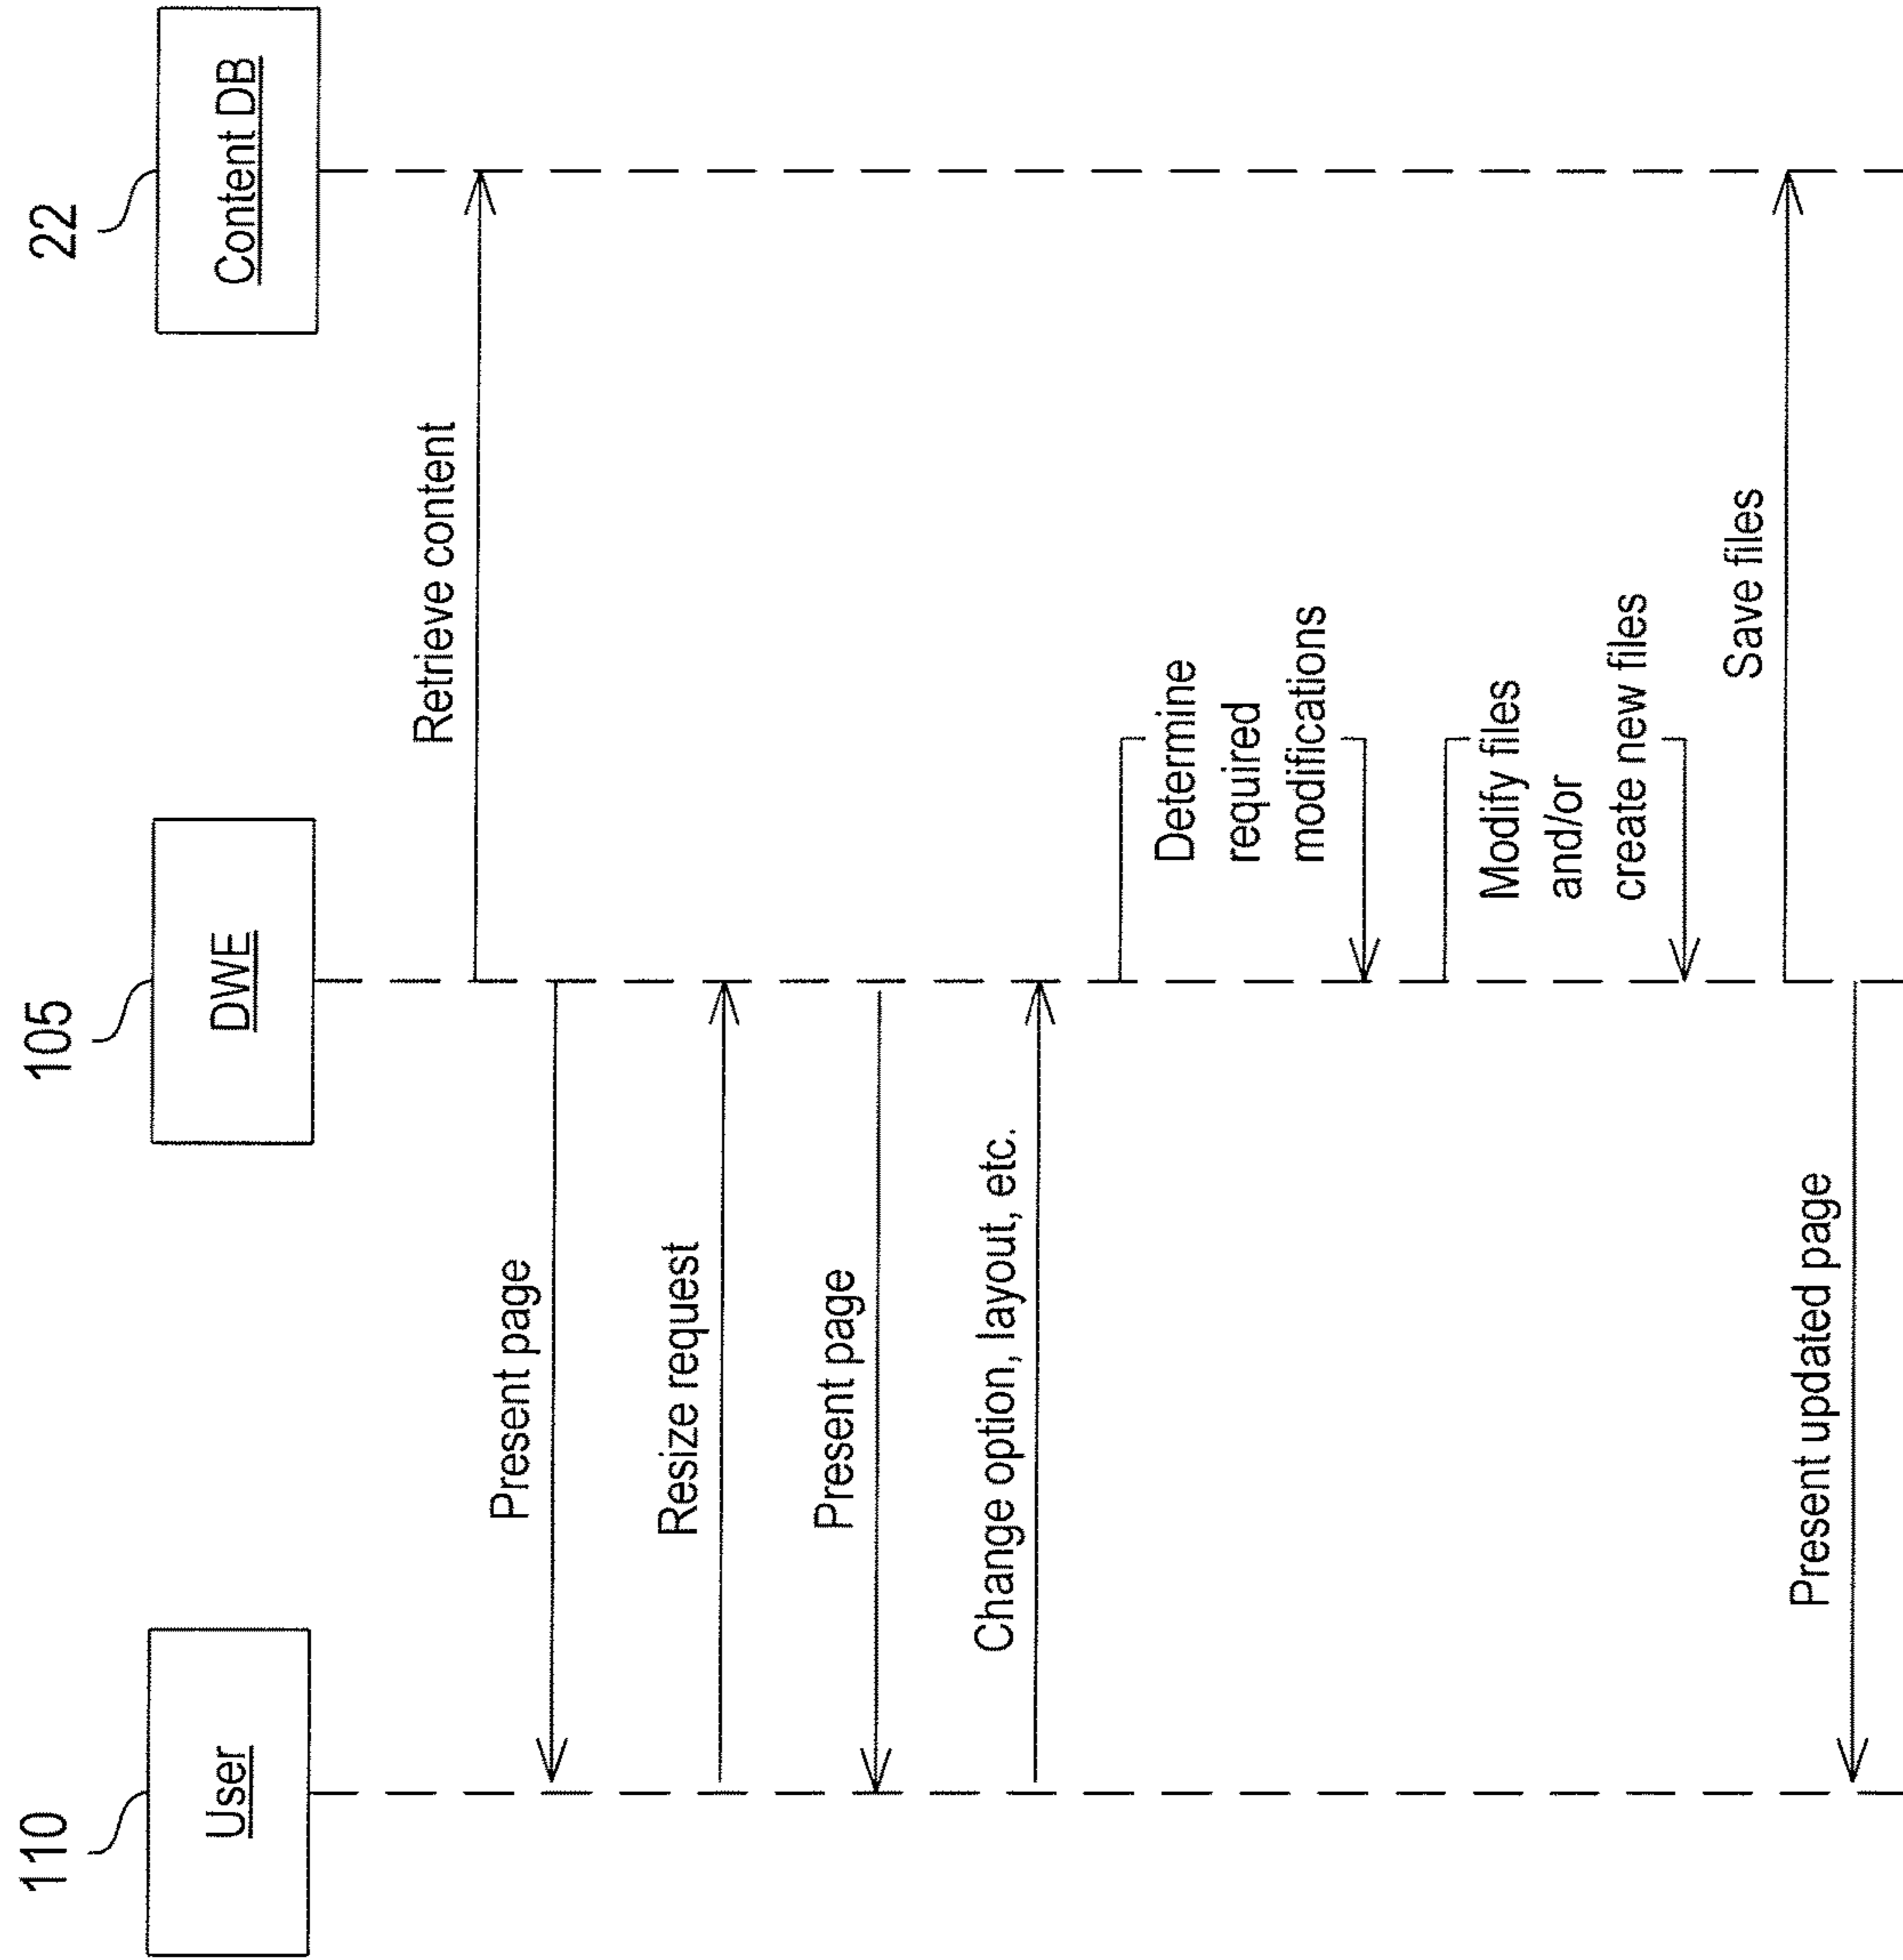 110
User
105
DWE
22
Content DB
Retrieve content
Present page
Resize request
Present page
Change option, layout, etc.
Determine
required
modifications
Modify files
and/or
create new files
Save files
Present updated page